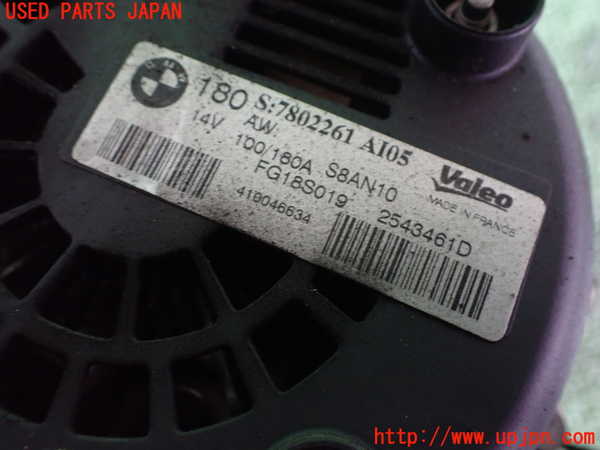 USED PARTS JAPAN
180 S:7802261 AI05
AW:
14V 100/180A S8AN10
FG18S019
Valeo
MADE IN FRANCE
419046634
2543461D
http://www.upjpn.com/